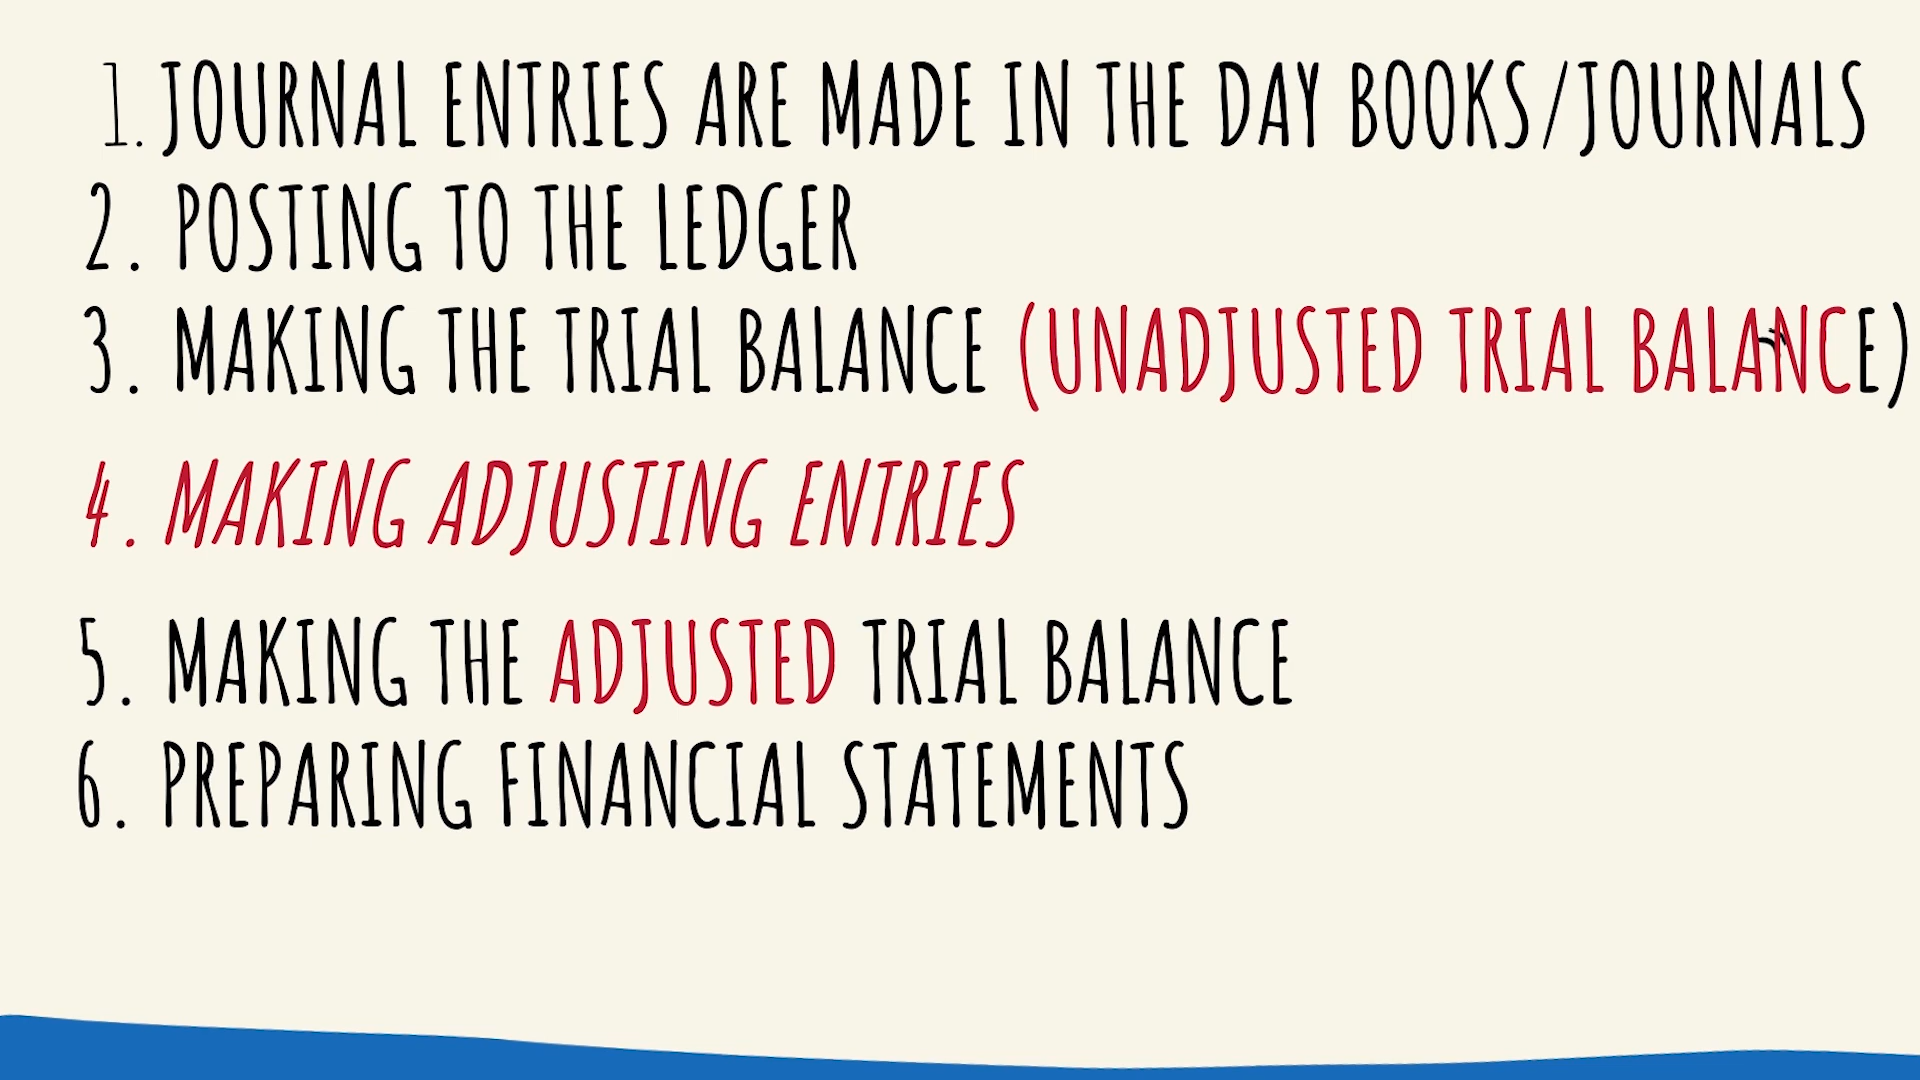 1. JOURNAL ENTRIES ARE MADE IN THE DAY BOOKS/JOURNALS
2. POSTING TO THE LEDGER
3. MAKING THE TRIAL BALANCE (UNADJUSTED TRIAL BALANCE)
4. MAKING ADJUSTING ENTRIES
5. MAKING THE ADJUSTED TRIAL BALANCE
6. PREPARING FINANCIAL STATEMENTS